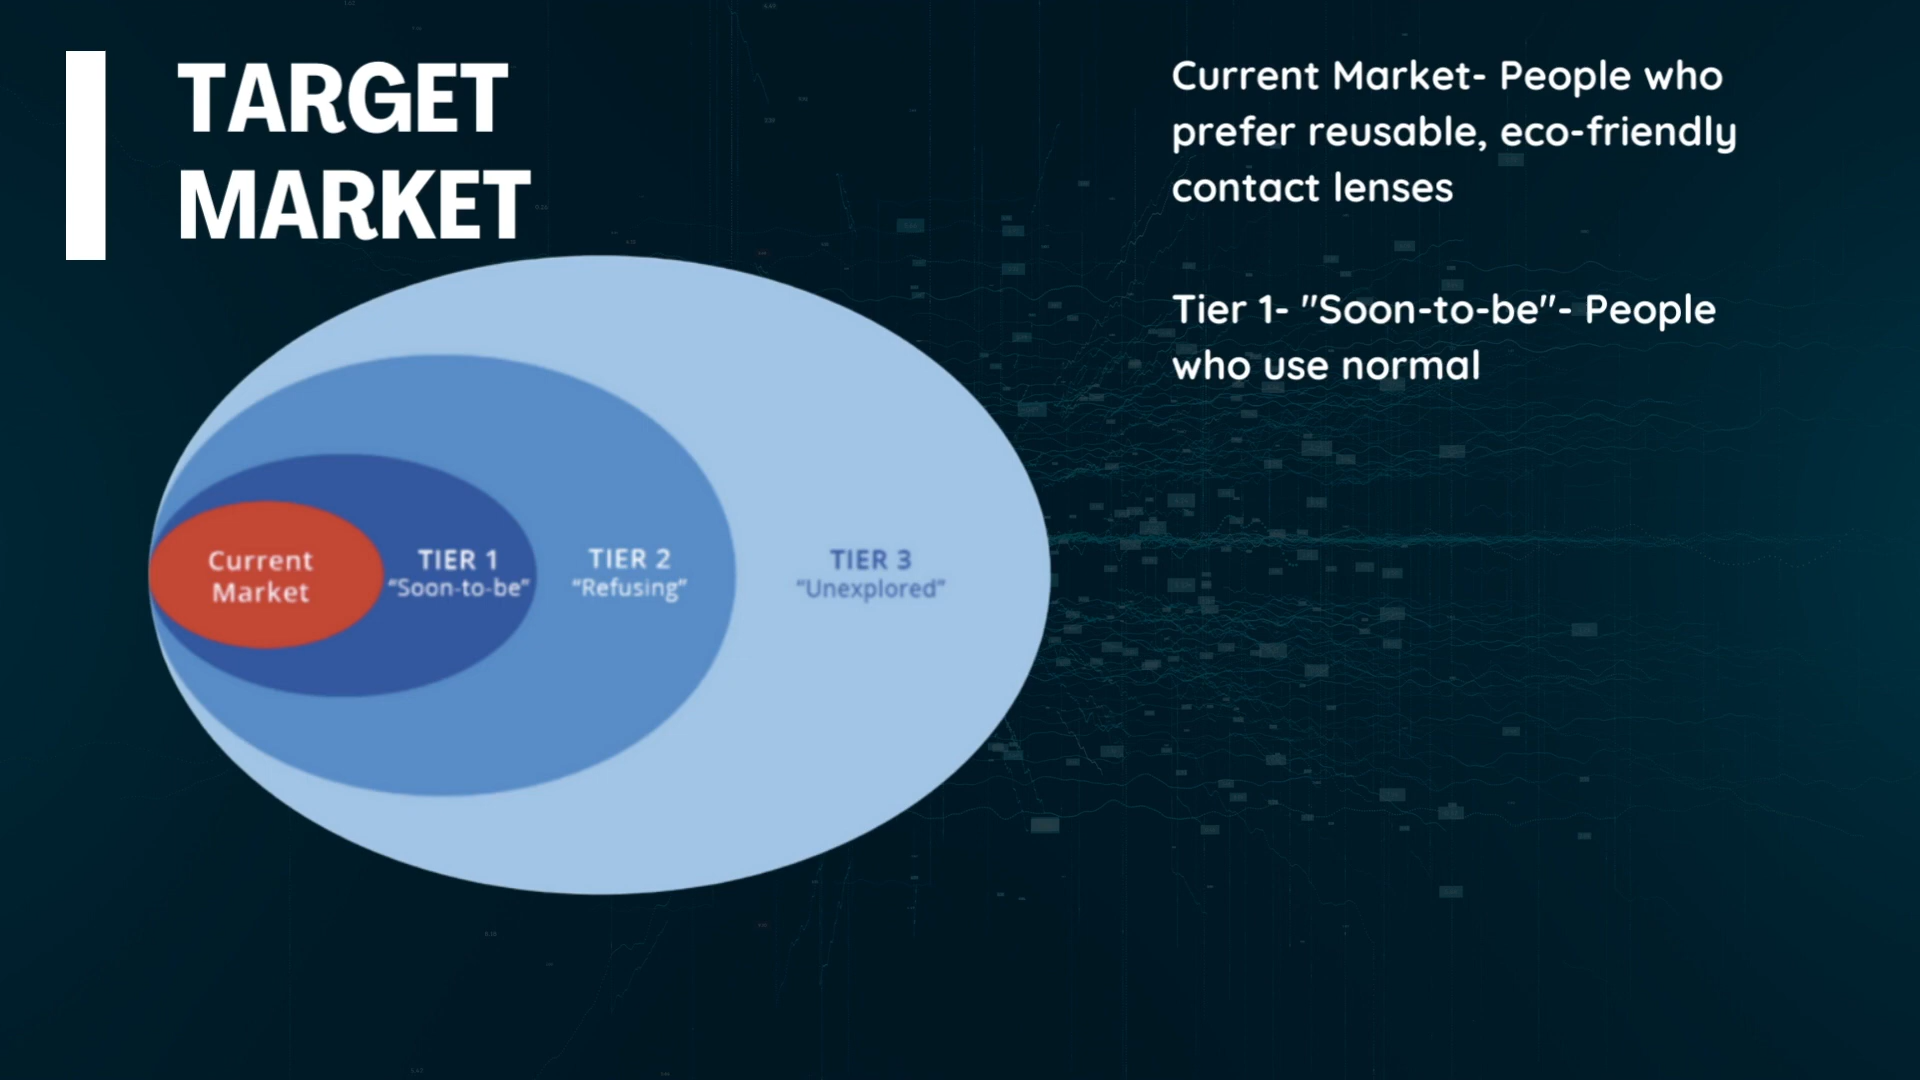 TARGET
MARKET
Current Market- People who
prefer reusable, eco-friendly
contact lenses
Tier 1- "Soon-to-be"- People
who use normal
Current
Market
TIER 1
“Soon-to-be”
TIER 2
“Refusing”
TIER 3
“Unexplored”